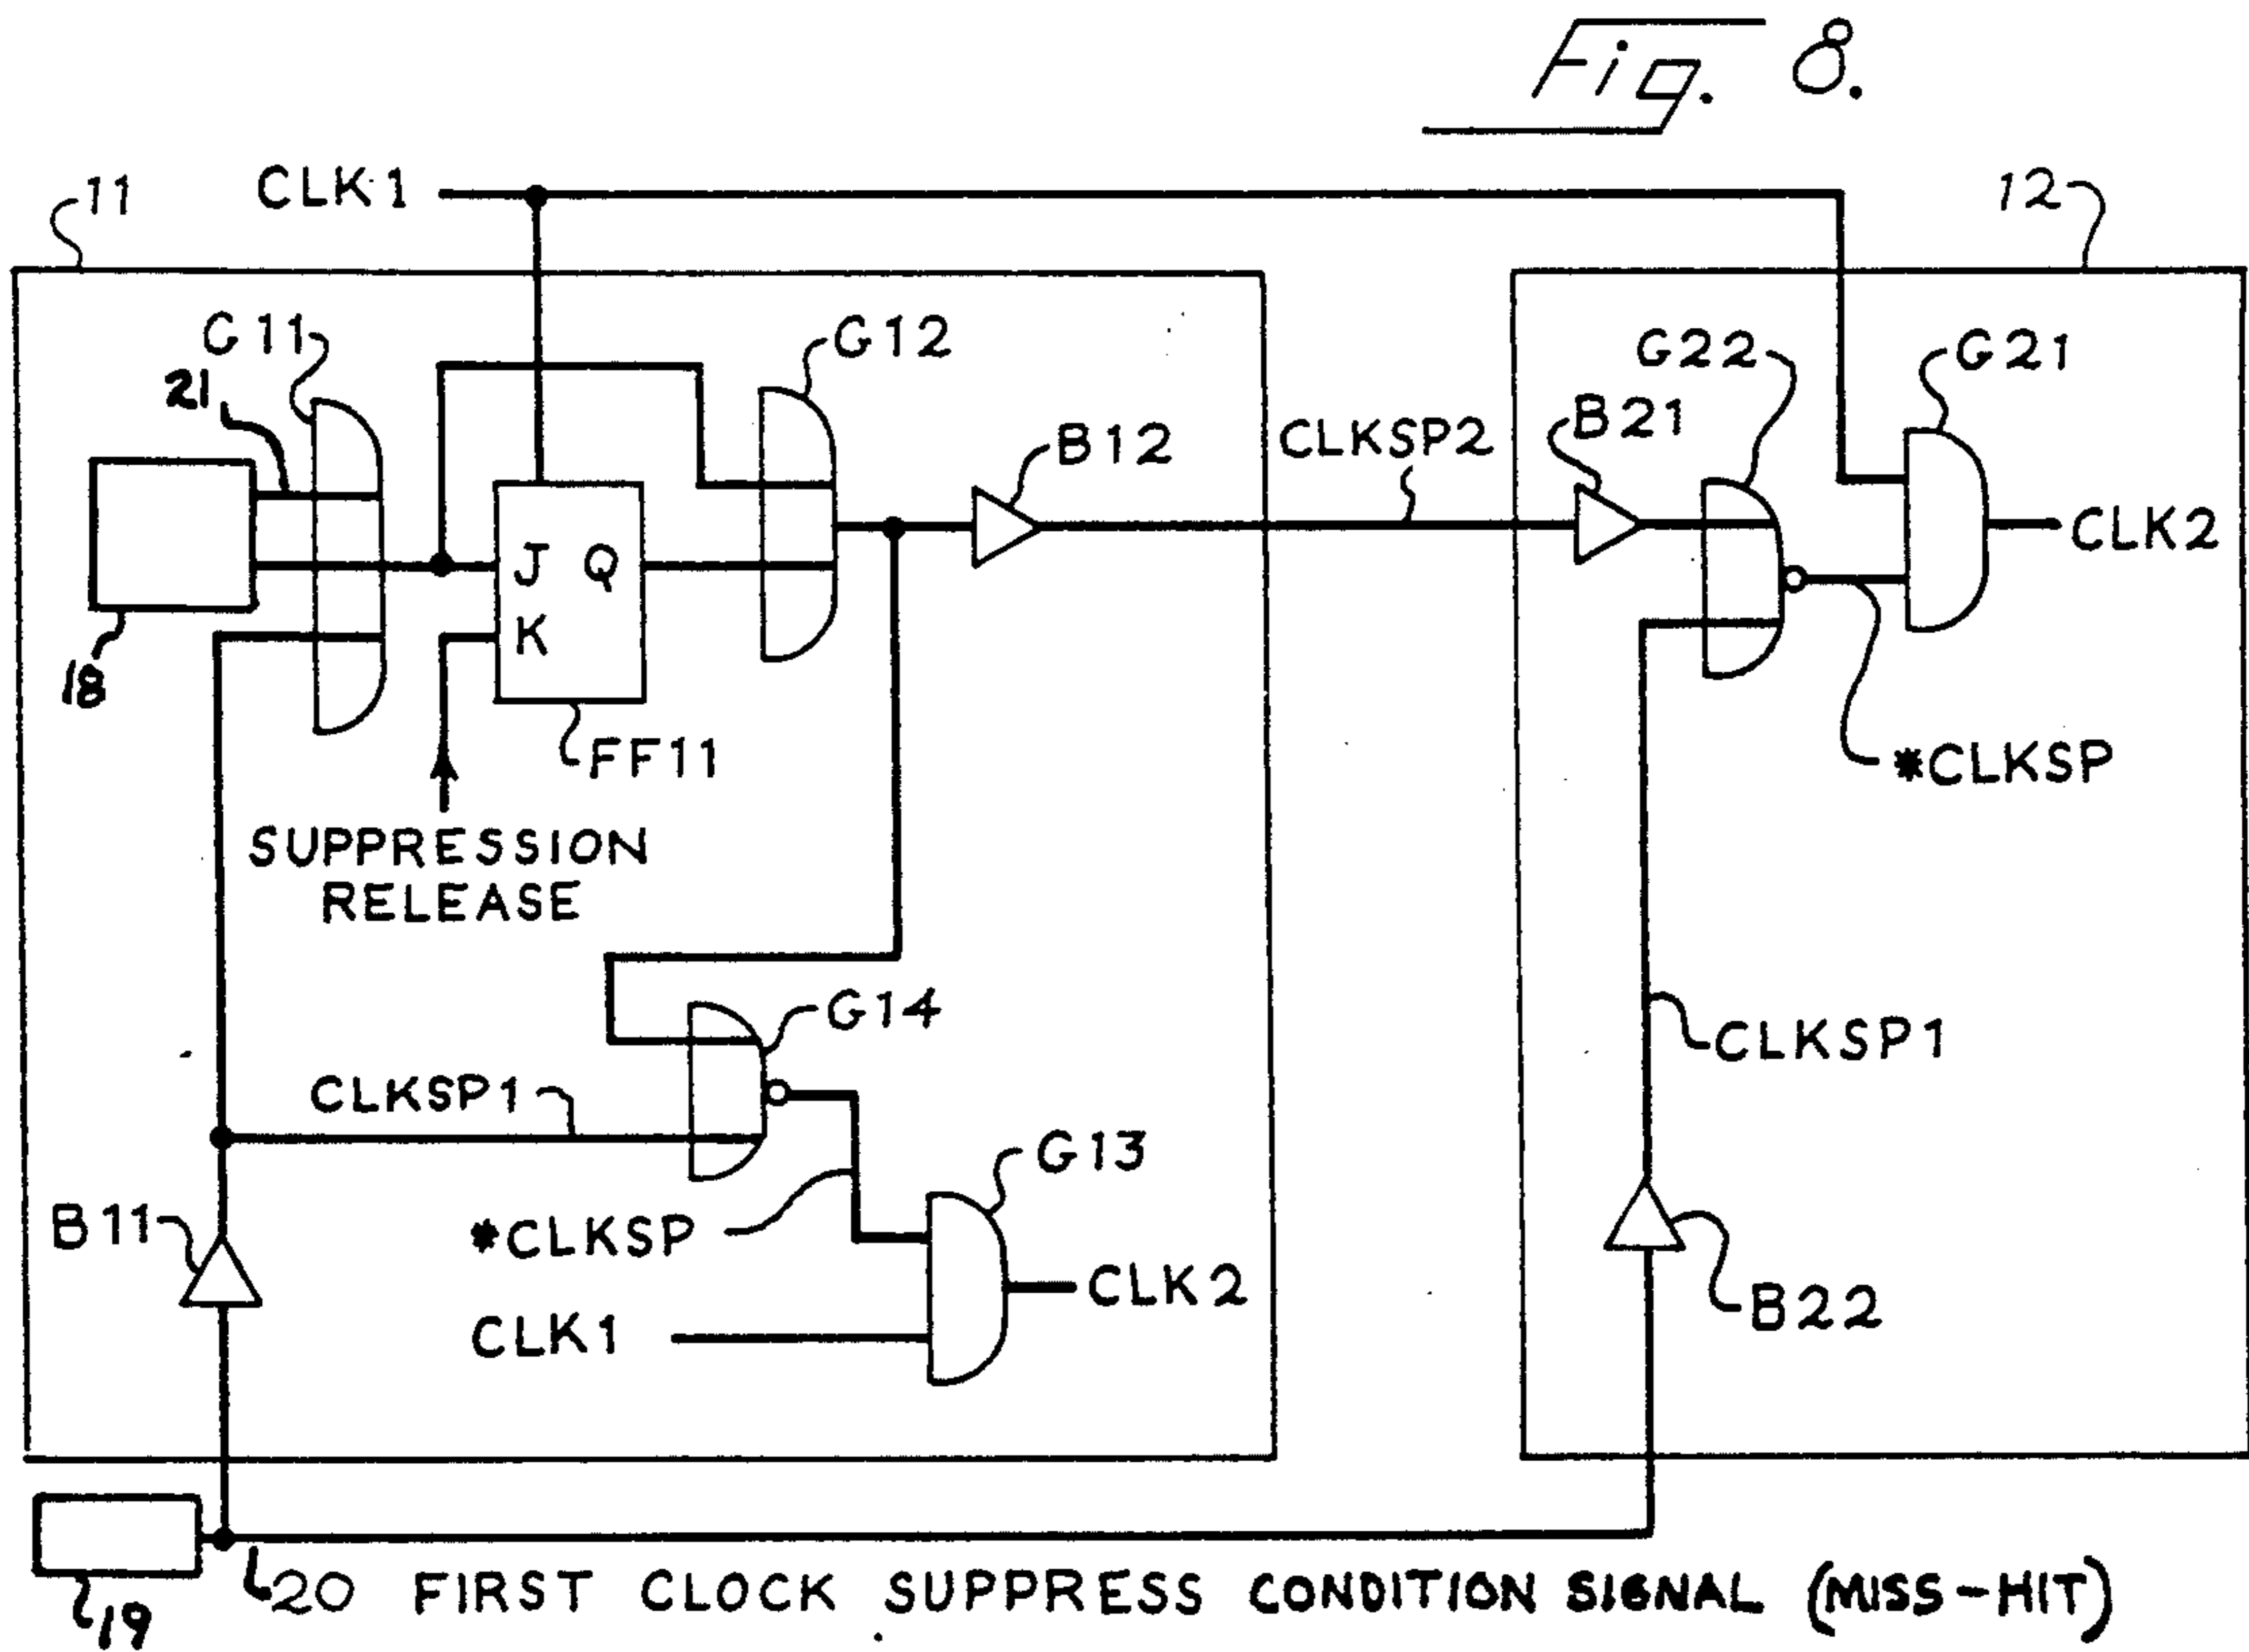 Fig. 8.
11
CLK1
12
G11
G12
G22
G21
21
B12
CLKSP2
B21
CLK2
J Q
K
18
FF11
*CLKSP
SUPPRESSION
RELEASE
G14
CLKSP1
CLKSP1
G13
B11
*CLKSP
CLK2
B22
CLK1
20 FIRST CLOCK SUPPRESS CONDITION SIGNAL (MISS-HIT)
19